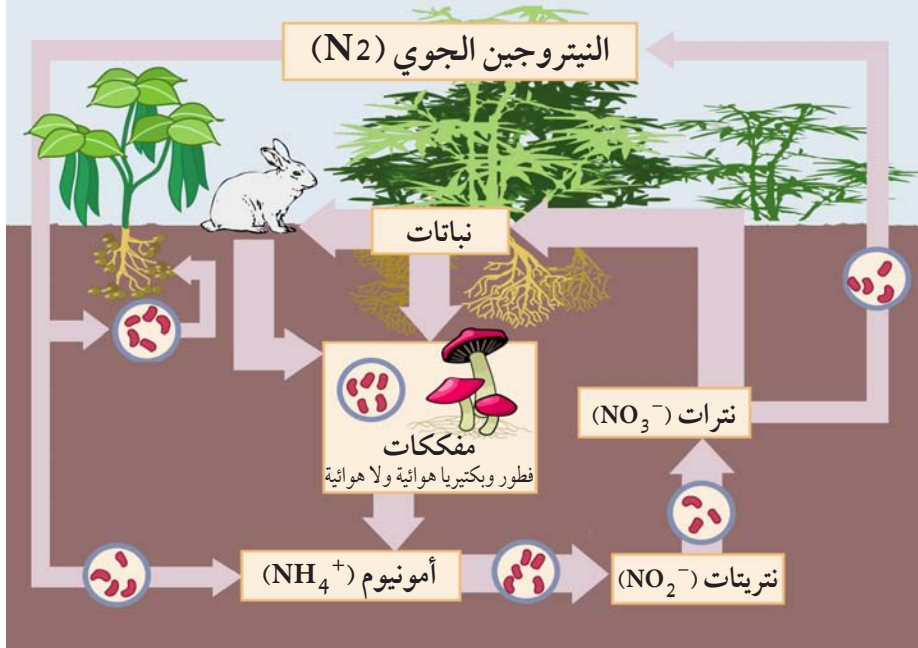 النيتروجين الجوي (N2)
نباتات
نترات (NO₃⁻)
مفككات
فطور وبكتيريا هوائية ولا هوائية
أمونيوم (NH₄⁺)
نتريتات (NO₂⁻)